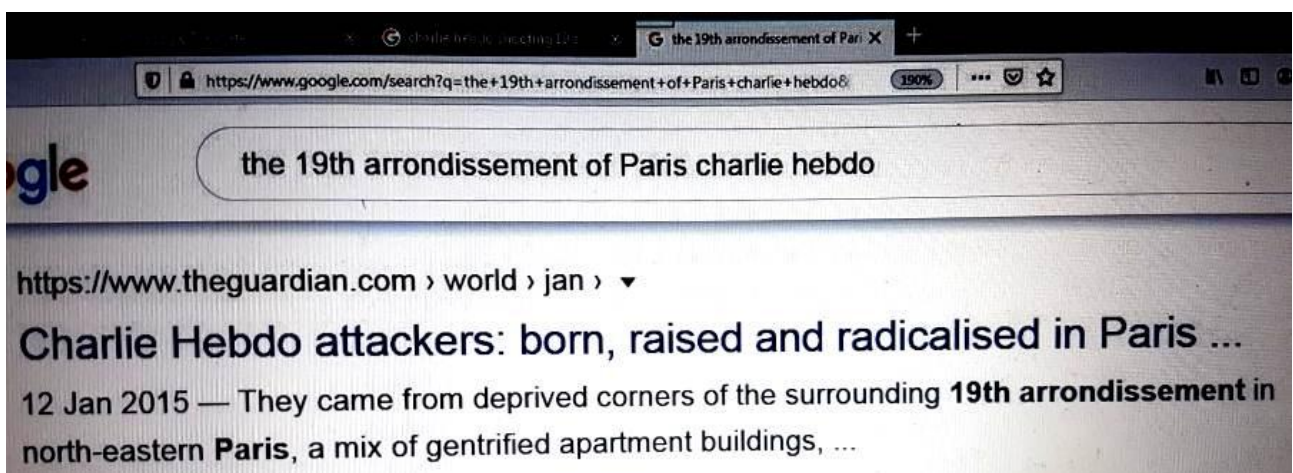 the 19th arrondissement of Pari
https://www.google.com/search?q=the+19th+arrondissement+of+Paris+charlie+hebdo&
190%
gle
the 19th arrondissement of Paris charlie hebdo
https://www.theguardian.com › world › jan ›
Charlie Hebdo attackers: born, raised and radicalised in Paris ...
12 Jan 2015 — They came from deprived corners of the surrounding 19th arrondissement in
north-eastern Paris, a mix of gentrified apartment buildings, ...